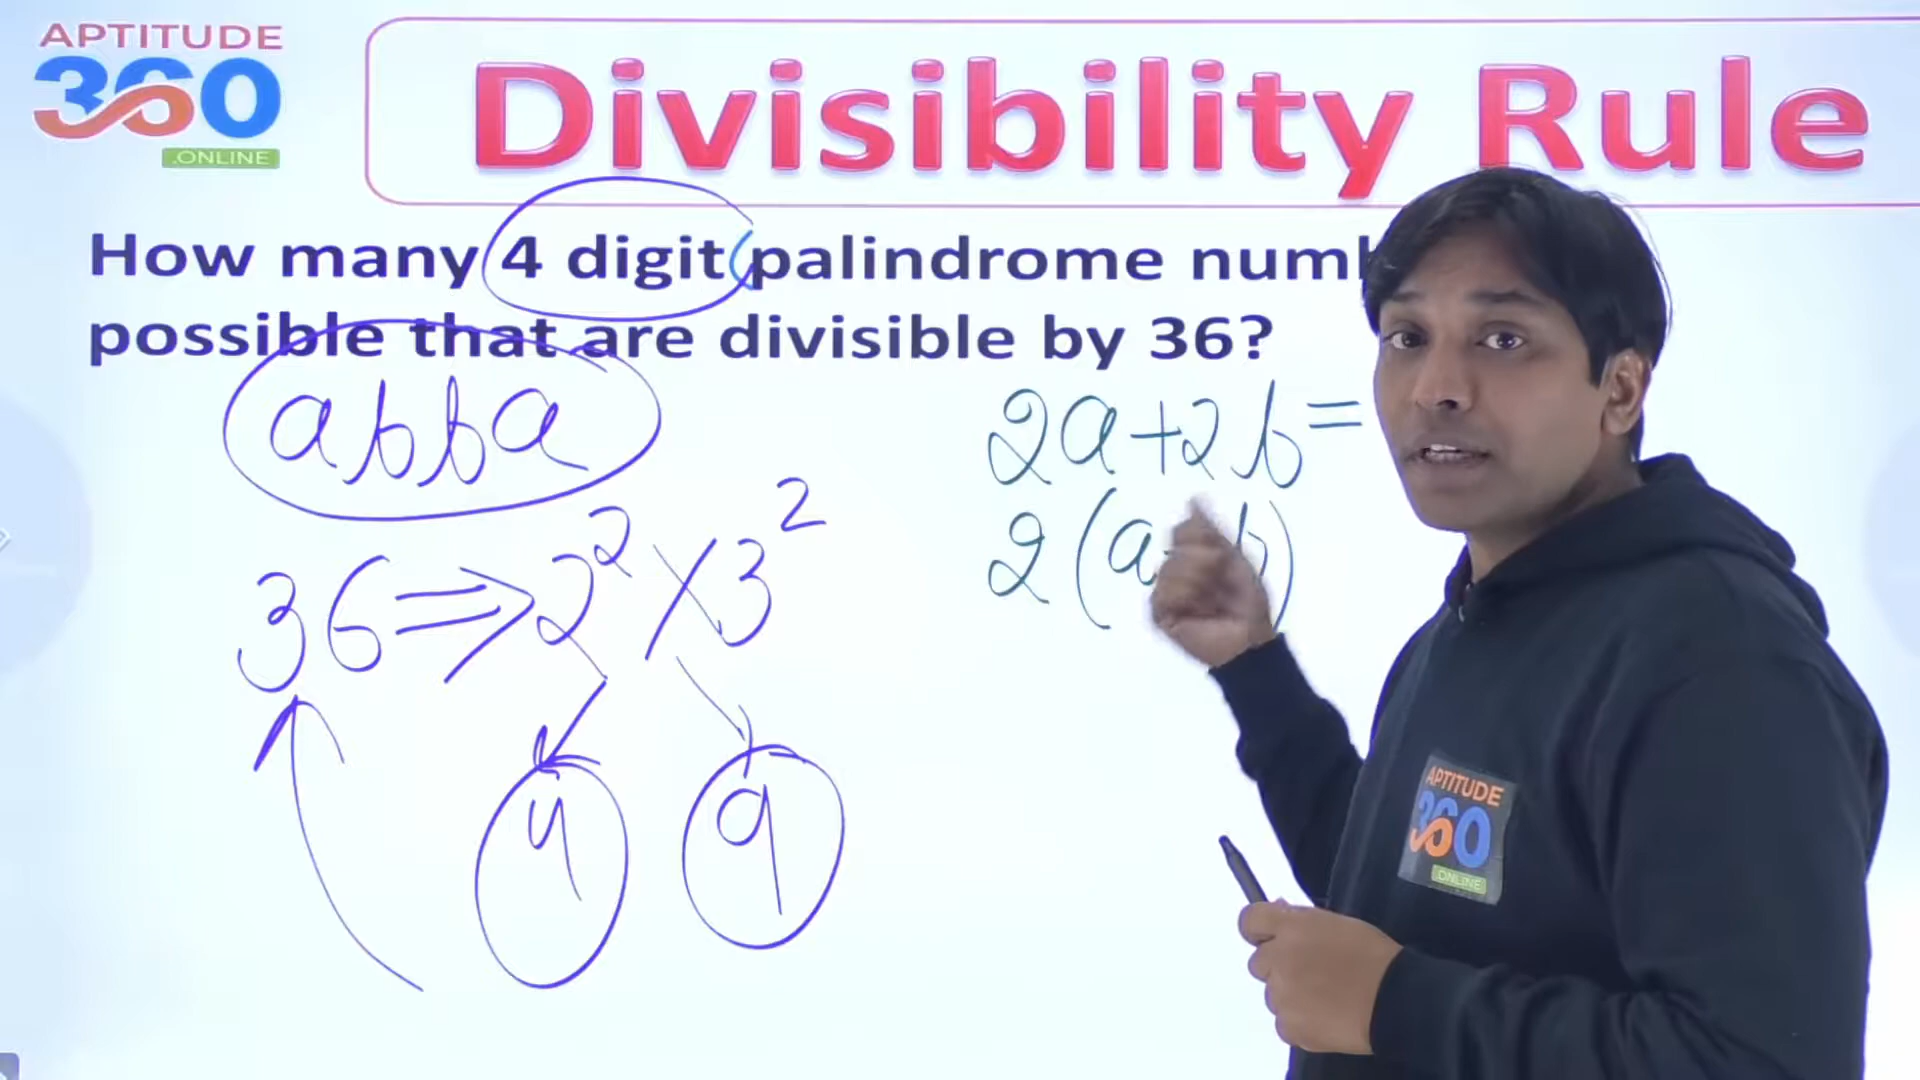 APTITUDE
360
.ONLINE
Divisibility Rule
How many 4 digit palindrome
possible that are divisible by 36?
abba
2a+2b=
2(a b)
36⇒2²×3²
4 9
APTITUDE
360
.ONLINE